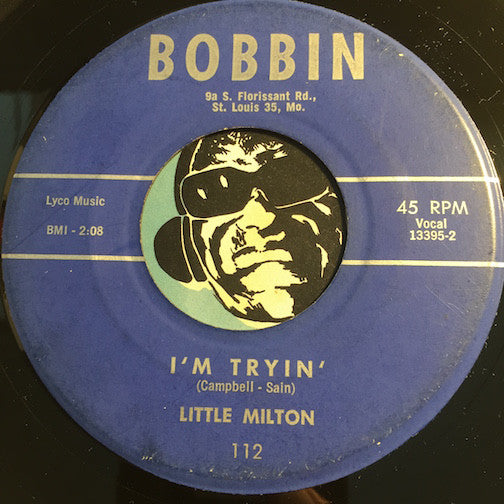 BOBBIN
9a S. Florissant Rd.,
St. Louis 35, Mo.
Lyco Music
BMI - 2:08
45 RPM
Vocal
13395-2
I'M TRYIN'
(Campbell - Sain)
LITTLE MILTON
112